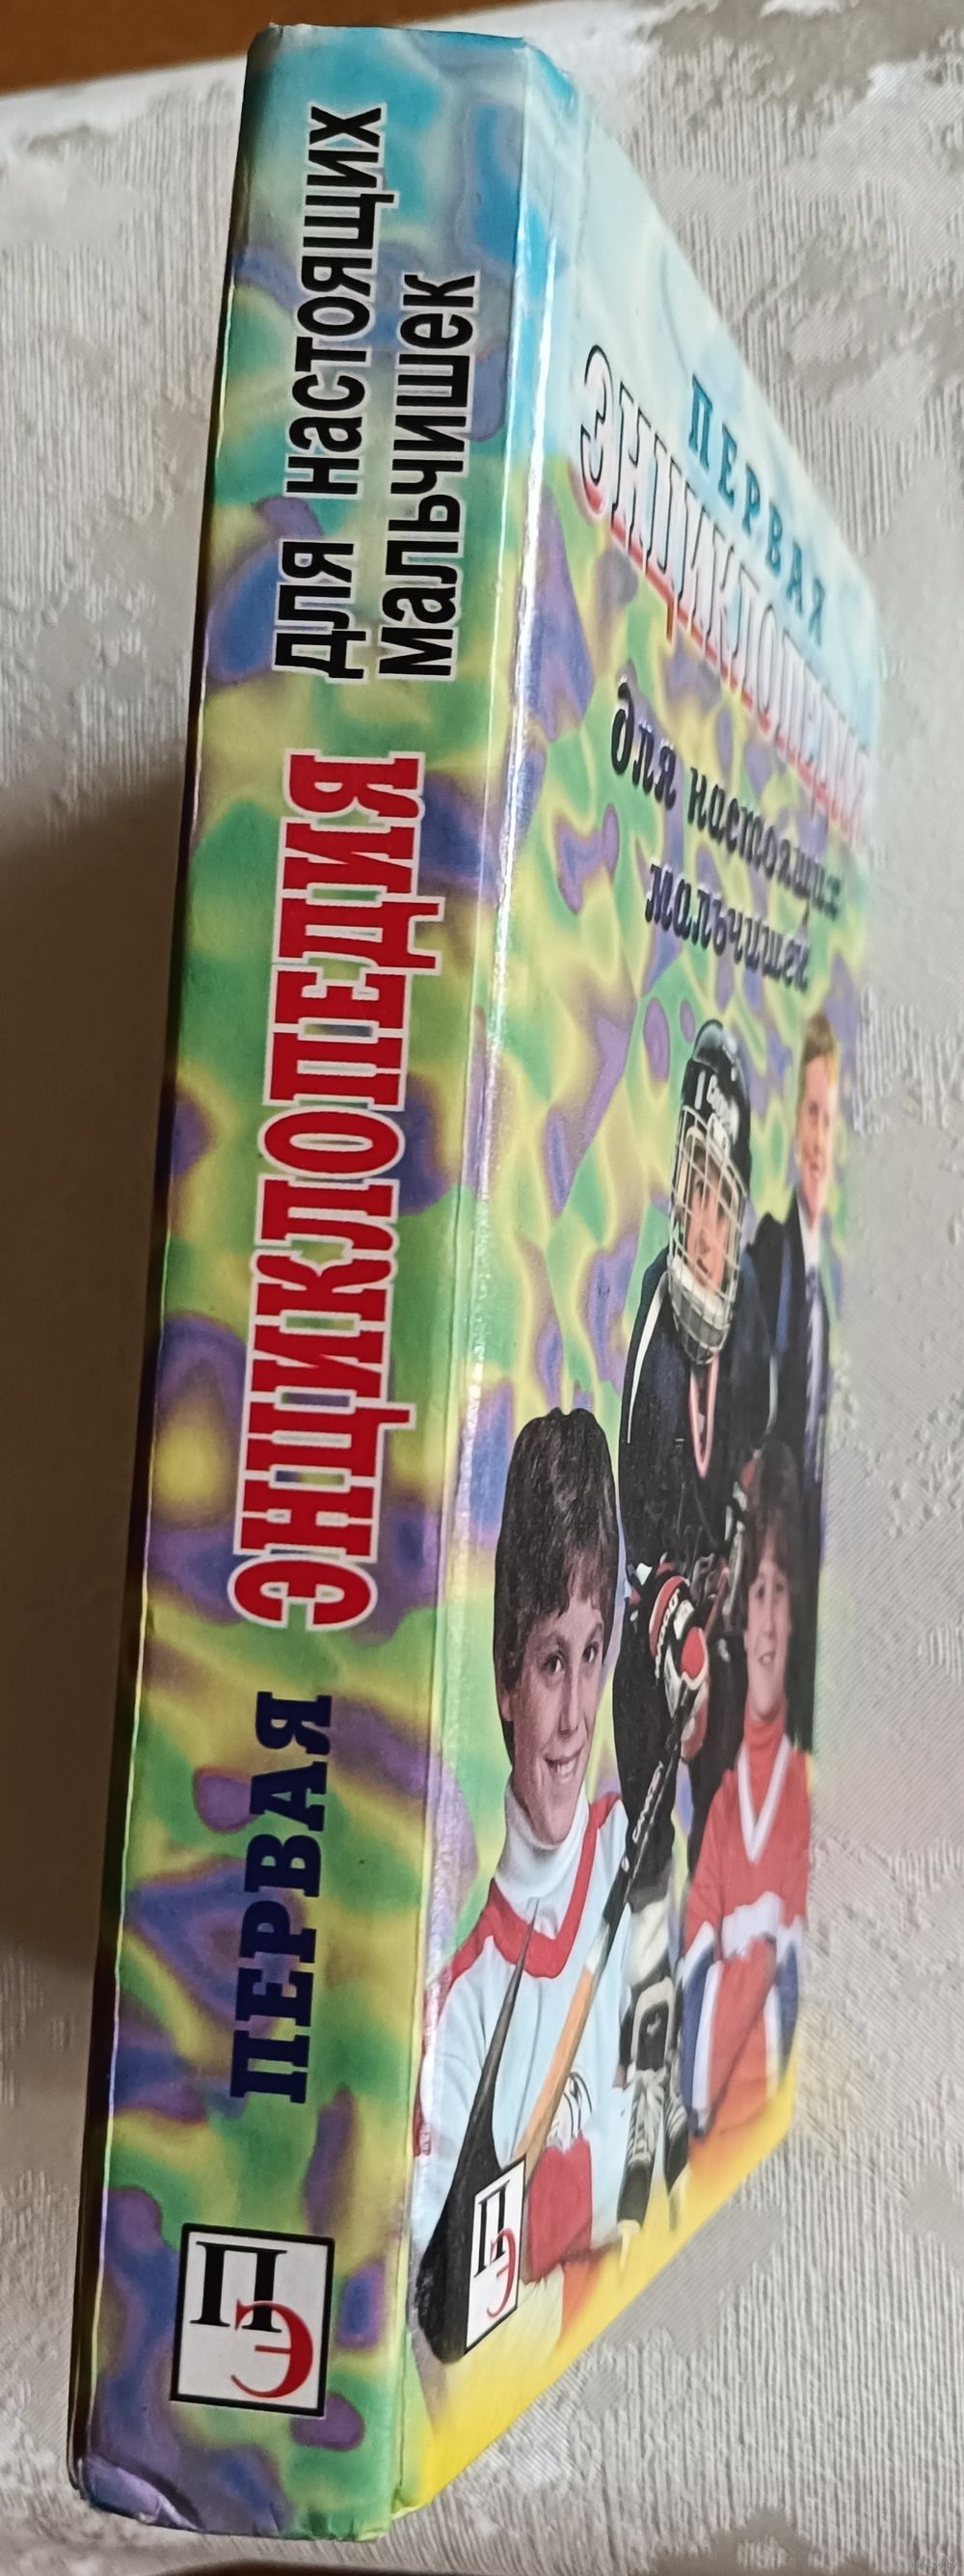 ПЕРВАЯ
ЭНЦИКЛОПЕДИЯ
для настоящих
мальчишек
ПЭ
ПЕРВАЯ
ЭНЦИКЛОПЕДИЯ
для настоящих
мальчишек
ПЭ